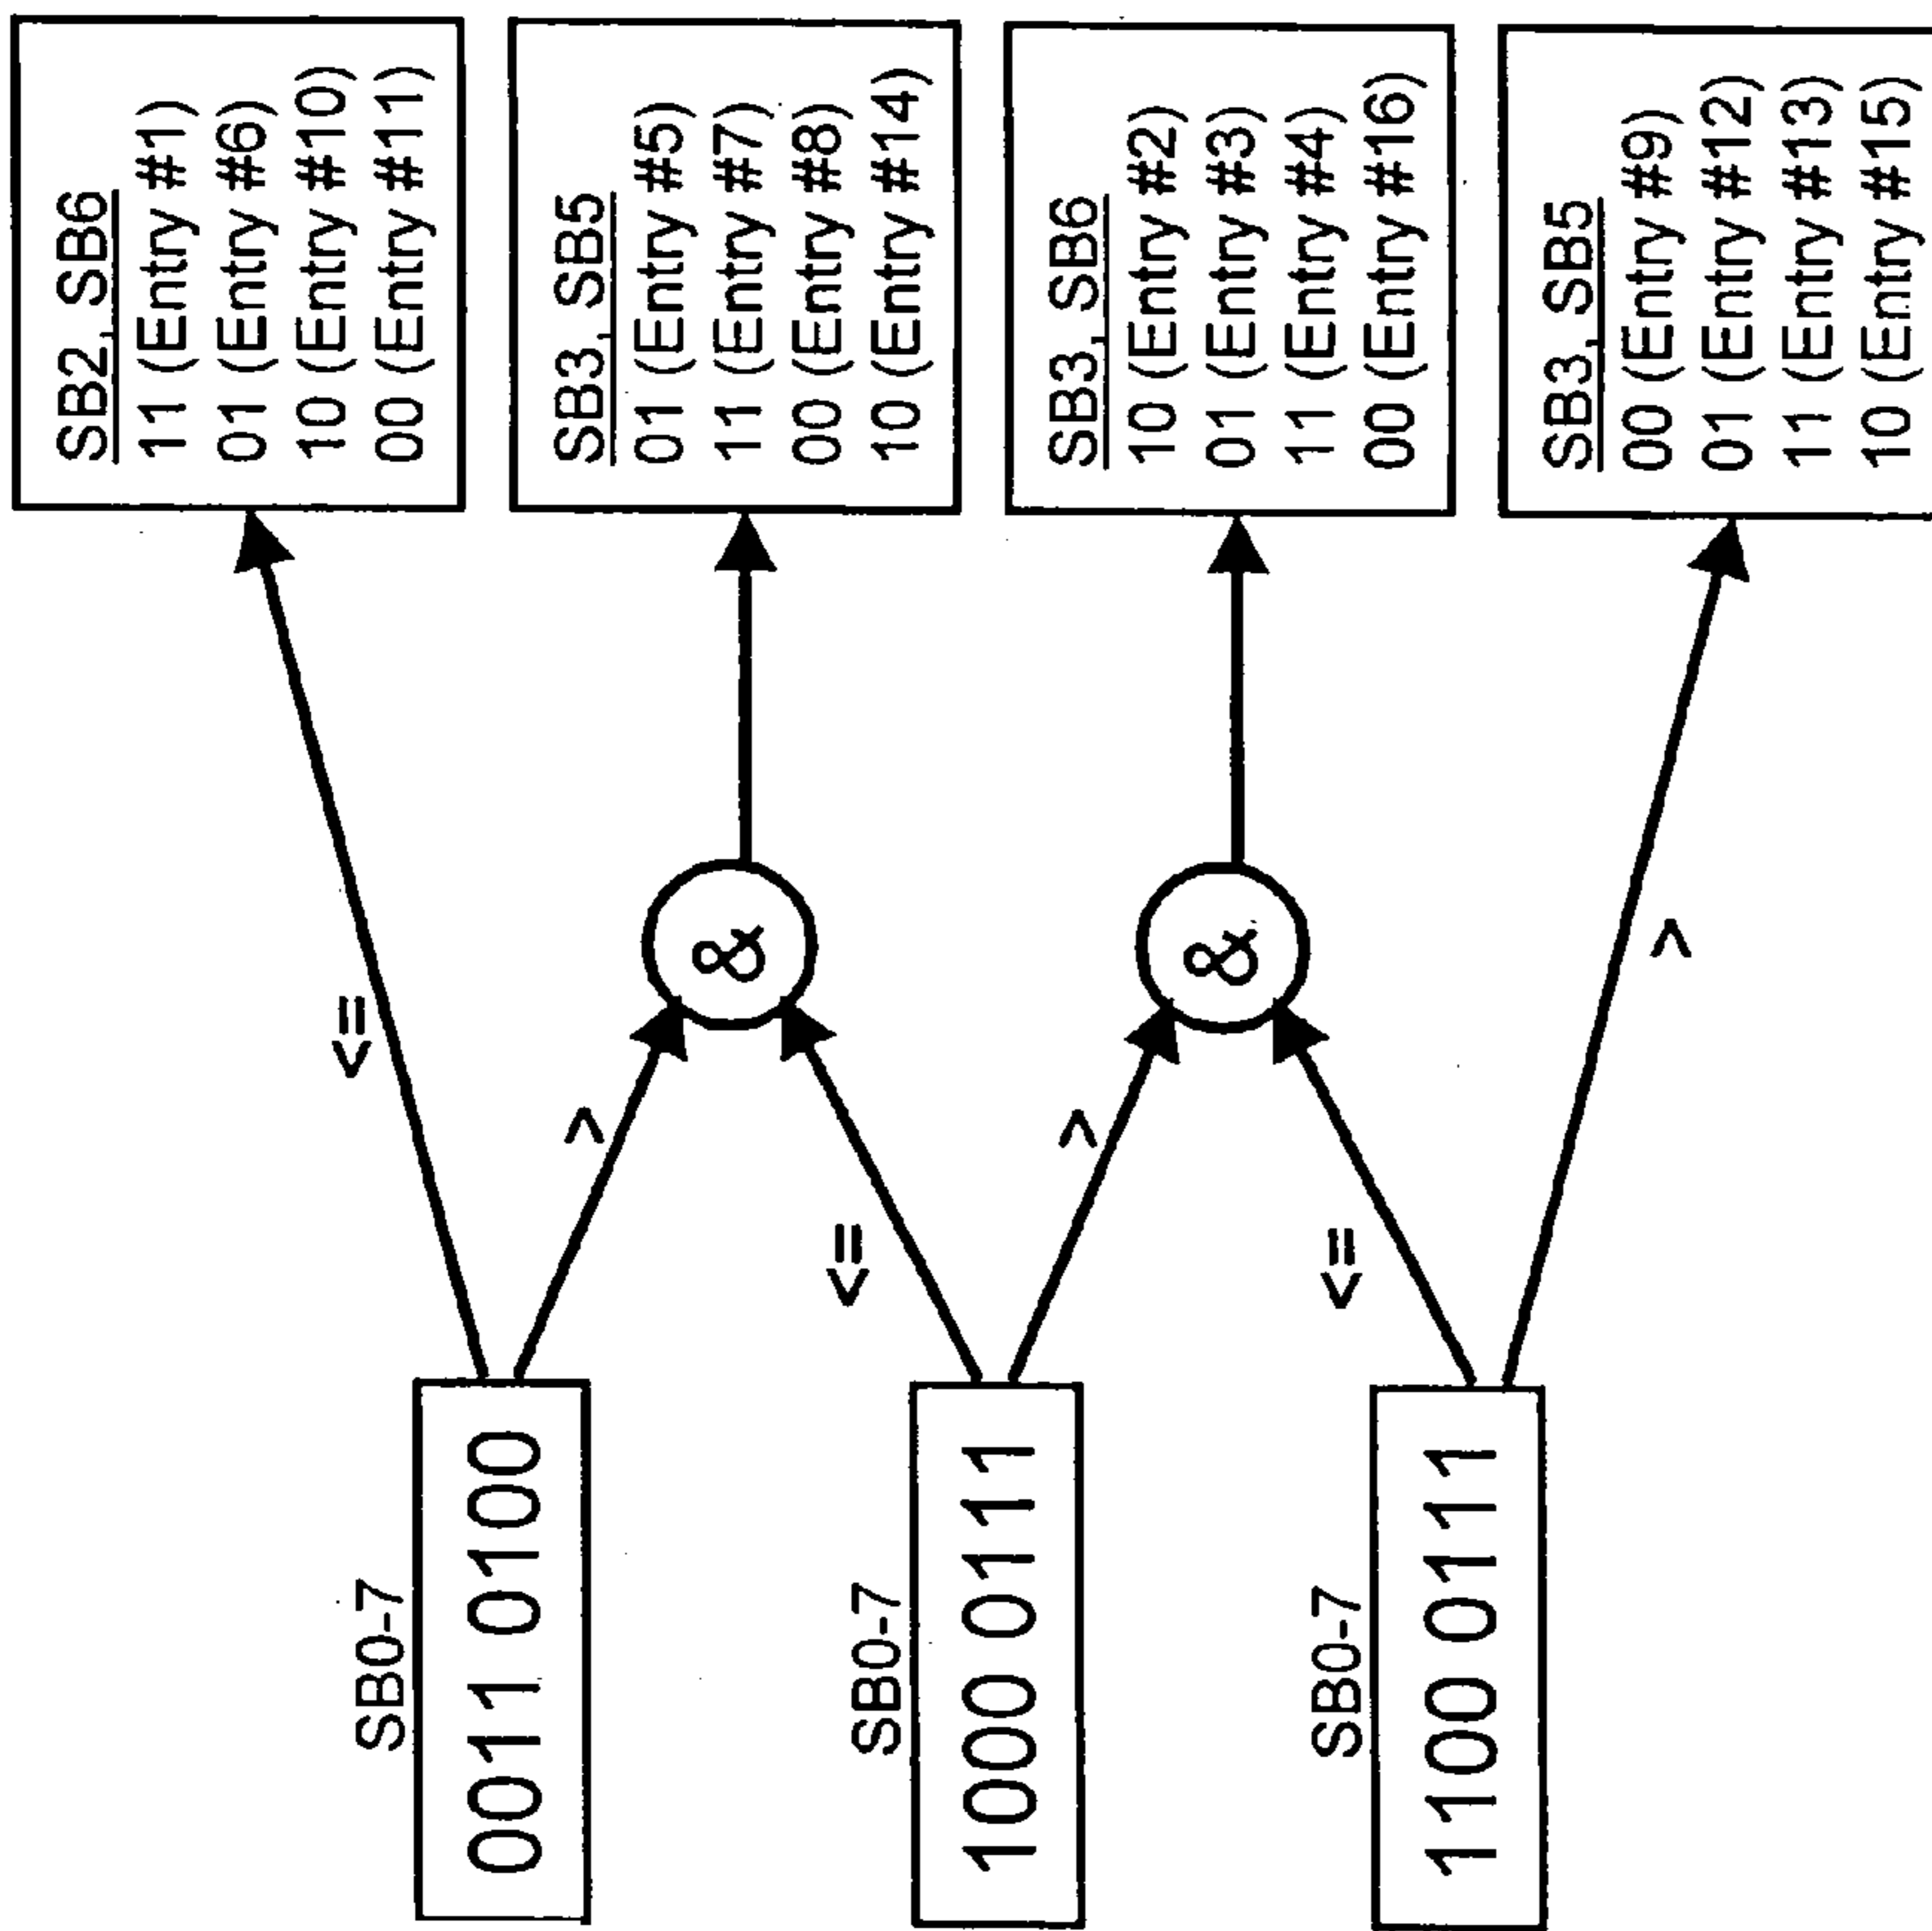 SB0-7
0011 0100
<=
>
SB2, SB6
11 (Entry #1)
01 (Entry #6)
10 (Entry #10)
00 (Entry #11)
SB0-7
1000 0111
<=
>
&
SB3, SB5
01 (Entry #5)
11 (Entry #7)
00 (Entry #8)
10 (Entry #14)
SB0-7
1100 0111
<=
>
&
SB3, SB6
10 (Entry #2)
01 (Entry #3)
11 (Entry #4)
00 (Entry #16)
SB3, SB5
00 (Entry #9)
01 (Entry #12)
11 (Entry #13)
10 (Entry #15)